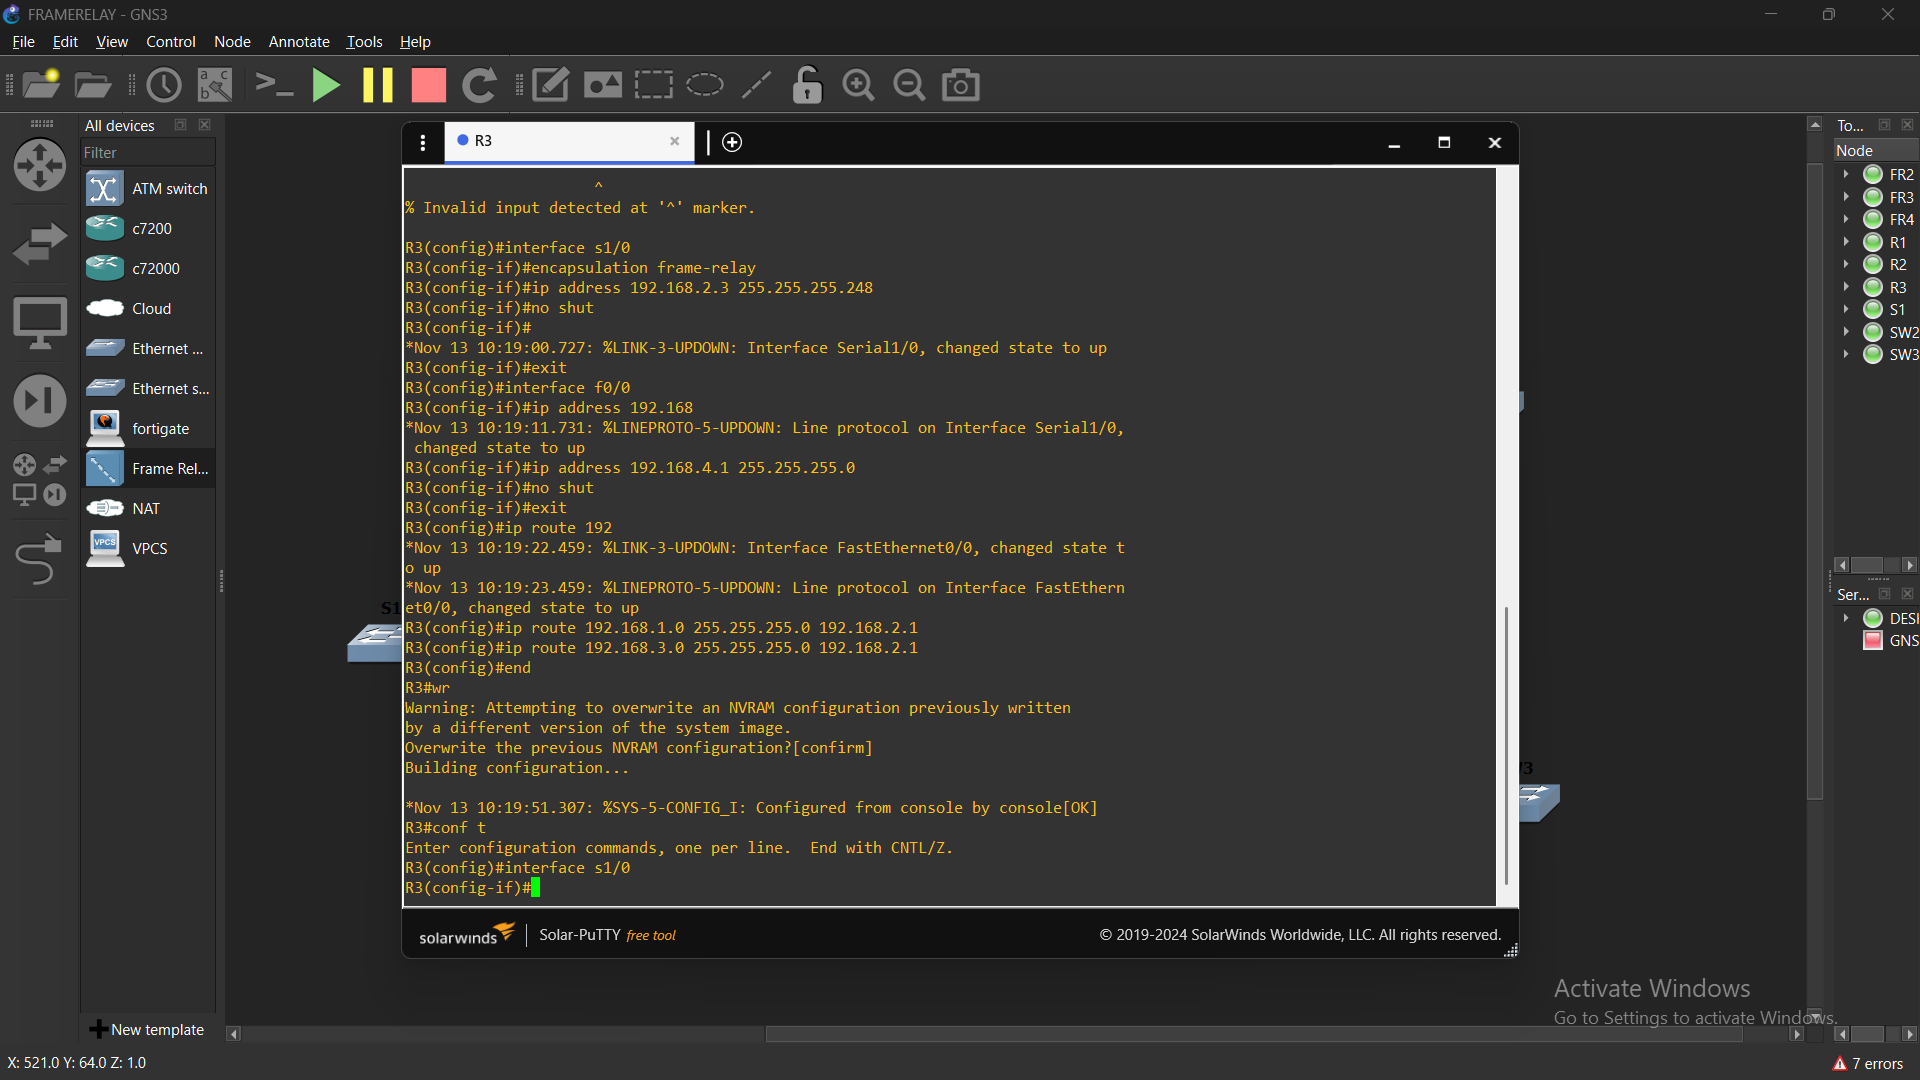 FRAMERELAY - GNS3
File Edit View Control Node Annotate Tools Help
All devices
Filter
ATM switch
c7200
c72000
Cloud
Ethernet ...
Ethernet s...
fortigate
Frame Rel...
NAT
VPCS
New template
S1
R3
^
% Invalid input detected at '^' marker.
R3(config)#interface s1/0
R3(config-if)#encapsulation frame-relay
R3(config-if)#ip address 192.168.2.3 255.255.255.248
R3(config-if)#no shut
R3(config-if)#
*Nov 13 10:19:00.727: %LINK-3-UPDOWN: Interface Serial1/0, changed state to up
R3(config-if)#exit
R3(config)#interface f0/0
R3(config-if)#ip address 192.168
*Nov 13 10:19:11.731: %LINEPROTO-5-UPDOWN: Line protocol on Interface Serial1/0,
changed state to up
R3(config-if)#ip address 192.168.4.1 255.255.255.0
R3(config-if)#no shut
R3(config-if)#exit
R3(config)#ip route 192
*Nov 13 10:19:22.459: %LINK-3-UPDOWN: Interface FastEthernet0/0, changed state t
o up
*Nov 13 10:19:23.459: %LINEPROTO-5-UPDOWN: Line protocol on Interface FastEthern
et0/0, changed state to up
R3(config)#ip route 192.168.1.0 255.255.255.0 192.168.2.1
R3(config)#ip route 192.168.3.0 255.255.255.0 192.168.2.1
R3(config)#end
R3#wr
Warning: Attempting to overwrite an NVRAM configuration previously written
by a different version of the system image.
Overwrite the previous NVRAM configuration?[confirm]
Building configuration...
*Nov 13 10:19:51.307: %SYS-5-CONFIG_I: Configured from console by console[OK]
R3#conf t
Enter configuration commands, one per line.  End with CNTL/Z.
R3(config)#interface s1/0
R3(config-if)#
solarwinds
Solar-PuTTY free tool
© 2019-2024 SolarWinds Worldwide, LLC. All rights reserved.
To...
Node
FR2
FR3
FR4
R1
R2
R3
S1
SW2
SW3
Ser...
DESI
GNS
Activate Windows
Go to Settings to activate Windows.
X: 521.0 Y: 64.0 Z: 1.0
7 errors